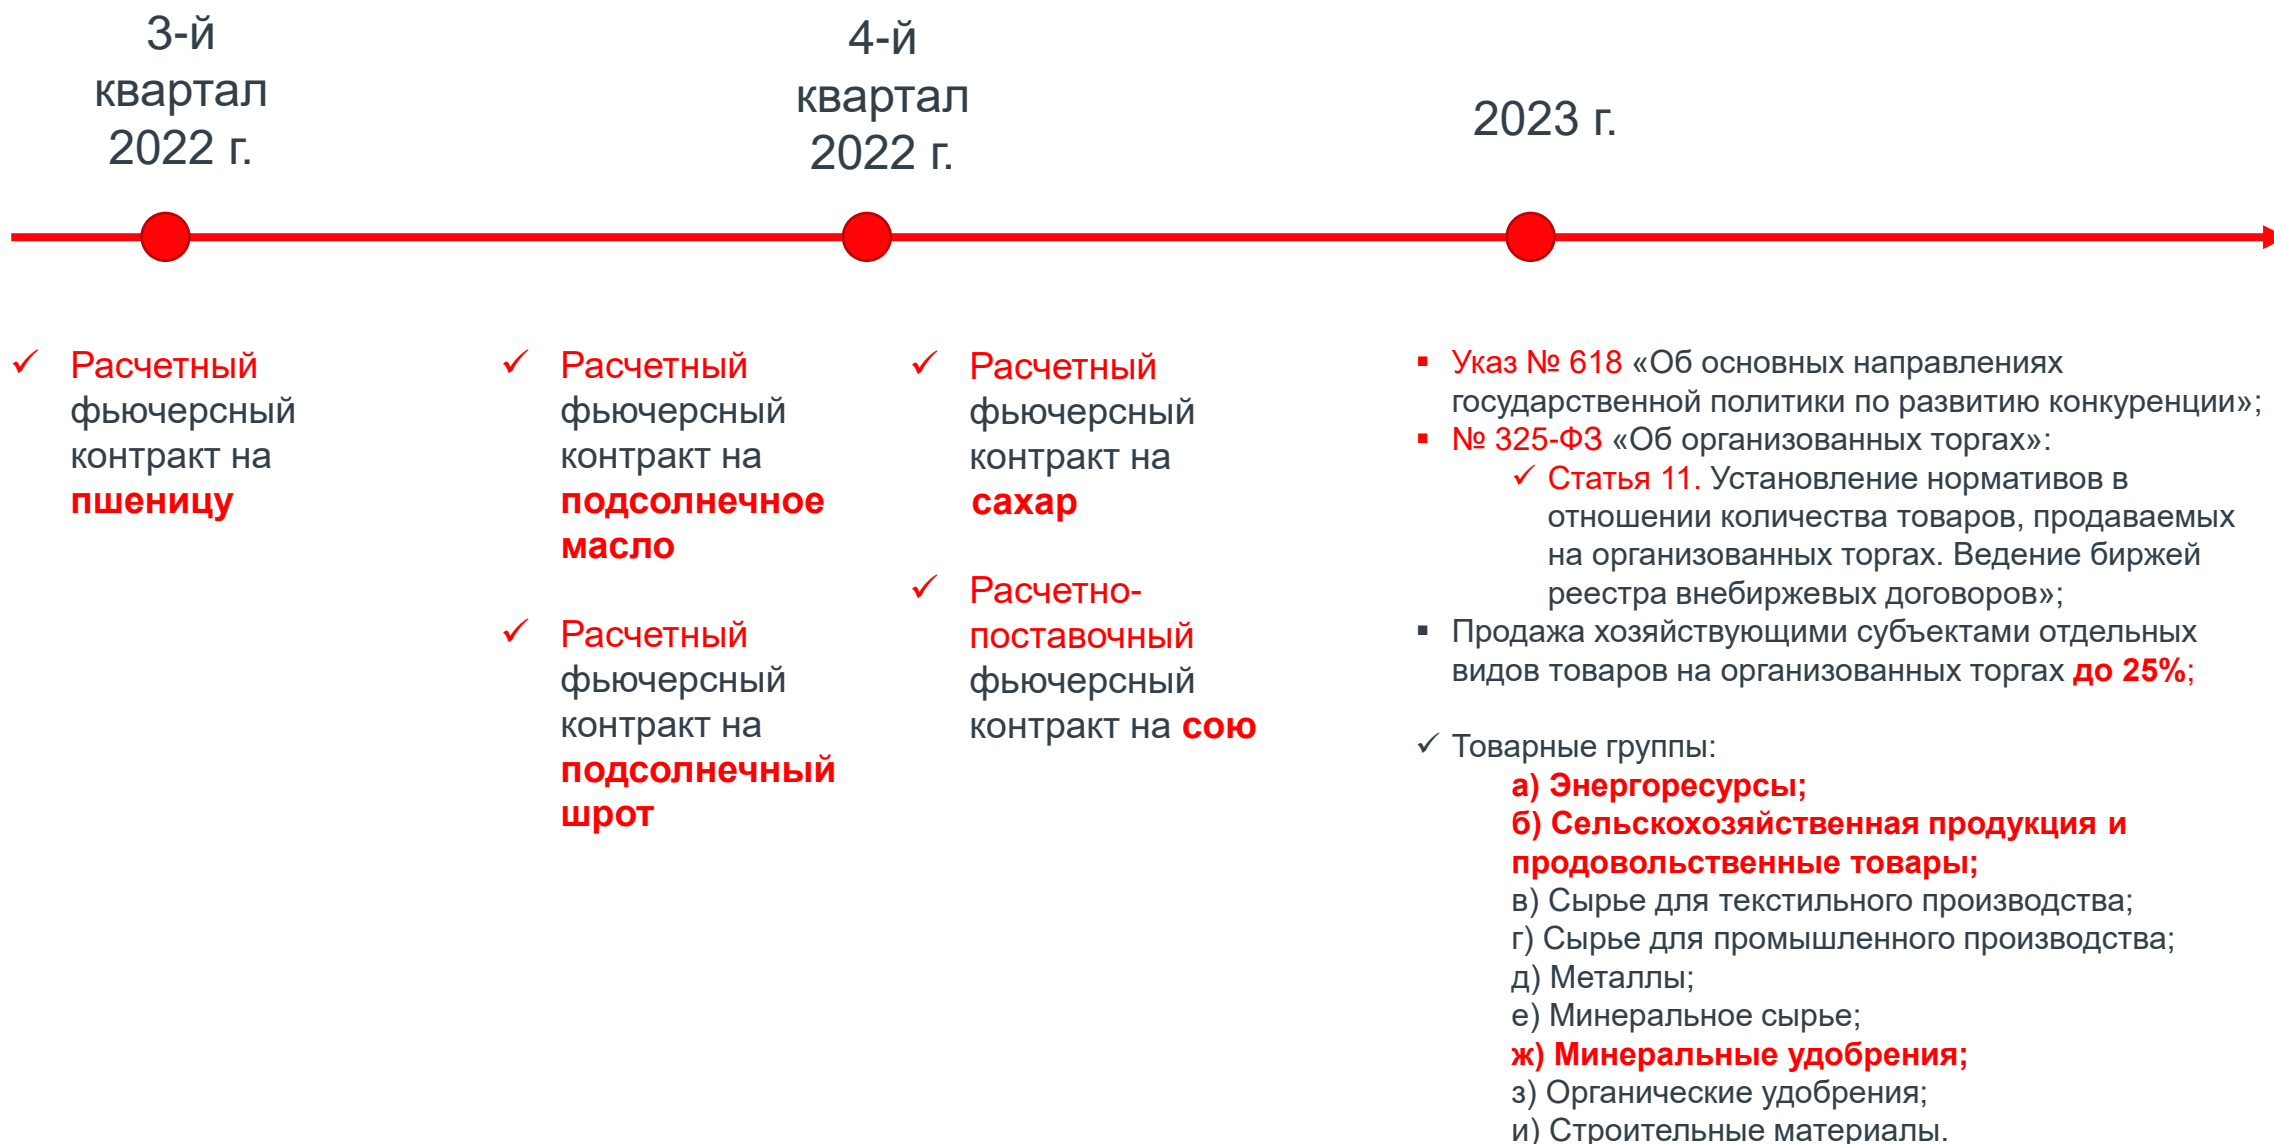 3-й
квартал
2022 г.
4-й
квартал
2022 г.
2023 г.
Расчетный
фьючерсный
контракт на
пшеницу
Расчетный
фьючерсный
контракт на
подсолнечное
масло
Расчетный
фьючерсный
контракт на
подсолнечный
шрот
Расчетный
фьючерсный
контракт на
сахар
Расчетно-
поставочный
фьючерсный
контракт на сою
Указ № 618 «Об основных направлениях
государственной политики по развитию конкуренции»;
№ 325-ФЗ «Об организованных торгах»:
Статья 11. Установление нормативов в
отношении количества товаров, продаваемых
на организованных торгах. Ведение биржей
реестра внебиржевых договоров»;
Продажа хозяйствующими субъектами отдельных
видов товаров на организованных торгах до 25%;
Товарные группы:
а) Энергоресурсы;
б) Сельскохозяйственная продукция и
продовольственные товары;
в) Сырье для текстильного производства;
г) Сырье для промышленного производства;
д) Металлы;
е) Минеральное сырье;
ж) Минеральные удобрения;
з) Органические удобрения;
и) Строительные материалы.